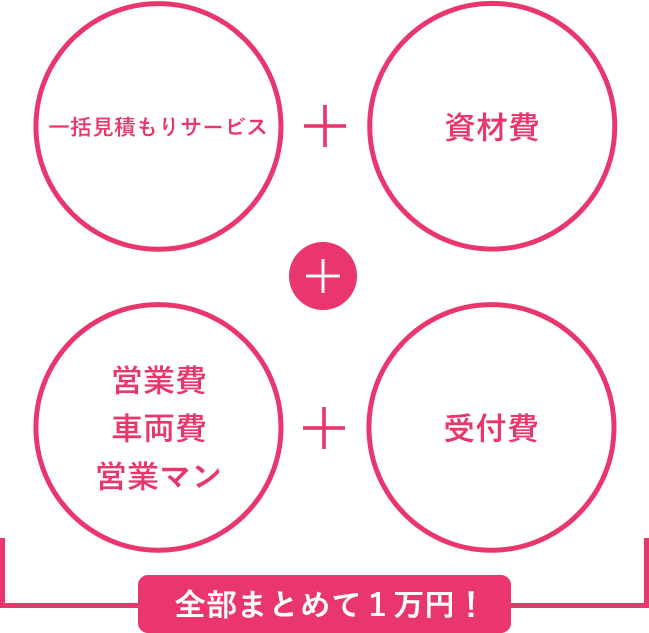 一括見積もりサービス
+
資材費
+
営業費
車両費
営業マン
+
受付費
全部まとめて１万円！